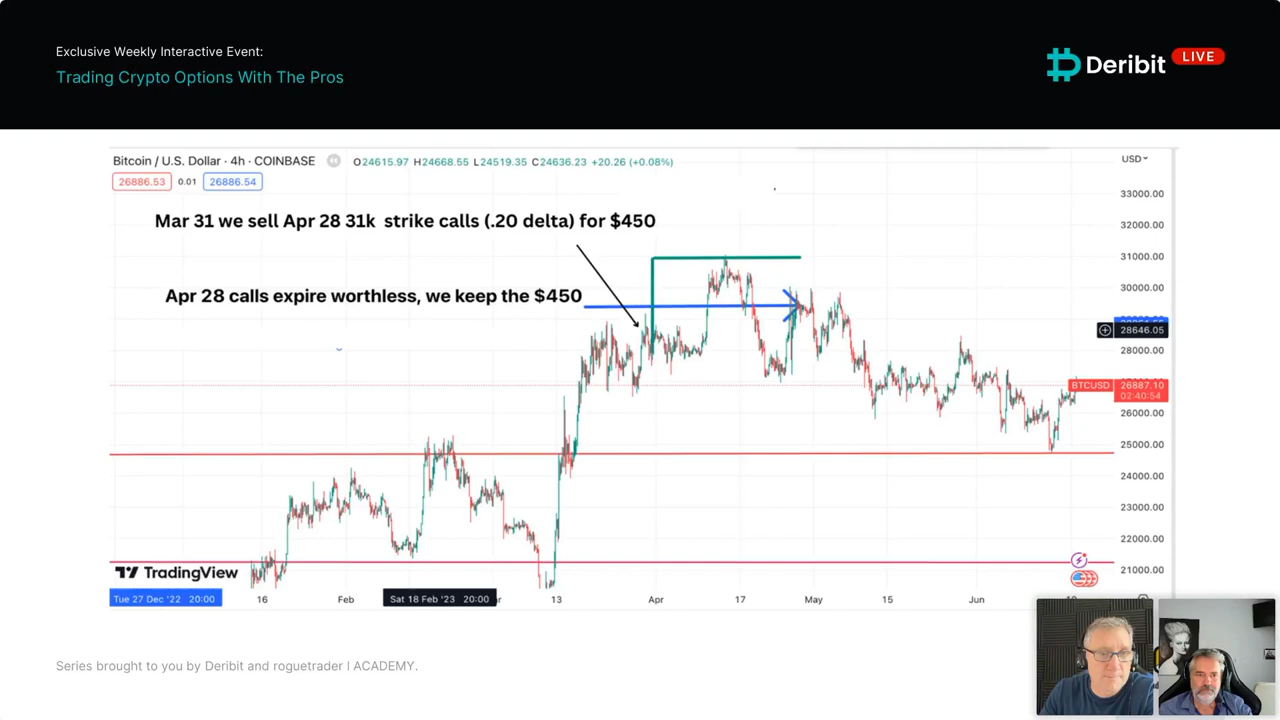 Exclusive Weekly Interactive Event:
Trading Crypto Options With The Pros
Deribit LIVE
Bitcoin / U.S. Dollar · 4h · COINBASE O24615.97 H24668.55 L24519.35 C24636.23 +20.26 (+0.08%)
USD
26886.53 0.01 26886.54
33000.00
Mar 31 we sell Apr 28 31k strike calls (.20 delta) for $450
32000.00
31000.00
Apr 28 calls expire worthless, we keep the $450
30000.00
28646.05
28000.00
BTCUSD 26887.10
02:40:54
26000.00
25000.00
24000.00
23000.00
22000.00
21000.00
TradingView
Tue 27 Dec '22 20:00 16 Feb Sat 18 Feb '23 20:00 13 Apr 17 May 15 Jun
Series brought to you by Deribit and roguetrader | ACADEMY.